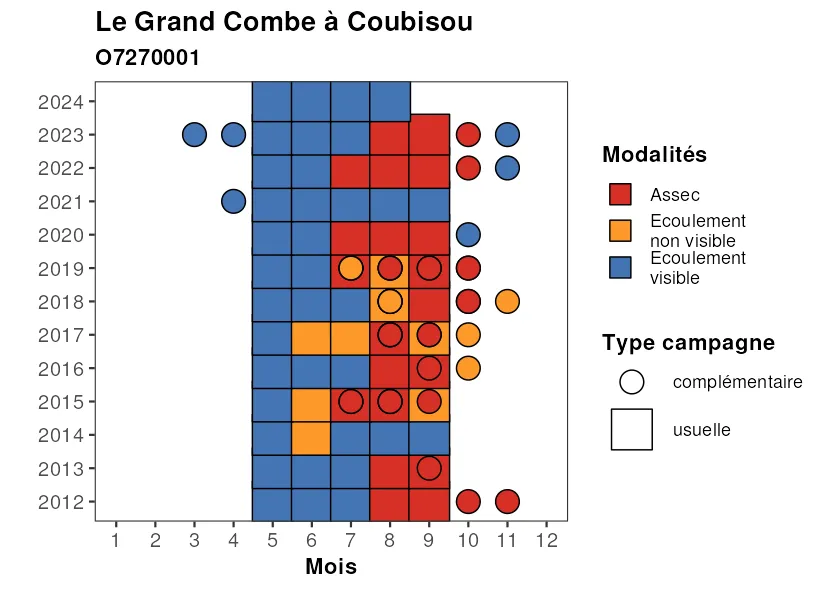 Le Grand Combe à Coubisou
O7270001
2024
2023
2022
2021
2020
2019
2018
2017
2016
2015
2014
2013
2012
1 2 3 4 5 6 7 8 9 10 11 12
Mois
Modalités
Assec
Ecoulement
non visible
Ecoulement
visible
Type campagne
complémentaire
usuelle